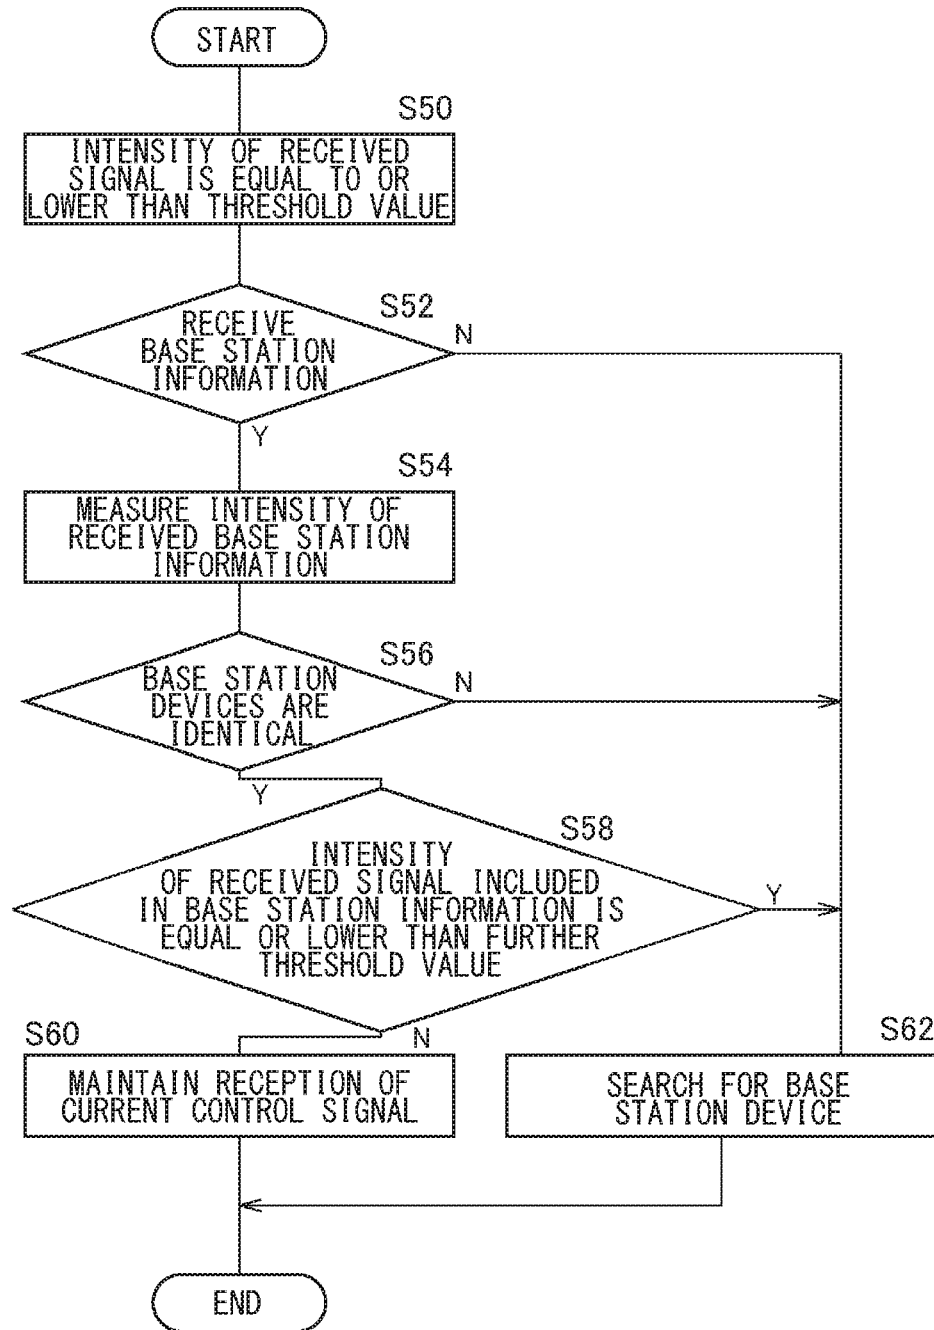 START
S50
INTENSITY OF RECEIVED
SIGNAL IS EQUAL TO OR
LOWER THAN THRESHOLD VALUE
S52
RECEIVE
BASE STATION
INFORMATION
N
Y
S54
MEASURE INTENSITY OF
RECEIVED BASE STATION
INFORMATION
S56
BASE STATION
DEVICES ARE
IDENTICAL
N
Y
S58
INTENSITY
OF RECEIVED SIGNAL INCLUDED
IN BASE STATION INFORMATION IS
EQUAL OR LOWER THAN FURTHER
THRESHOLD VALUE
Y
N
S60
MAINTAIN RECEPTION OF
CURRENT CONTROL SIGNAL
S62
SEARCH FOR BASE
STATION DEVICE
END